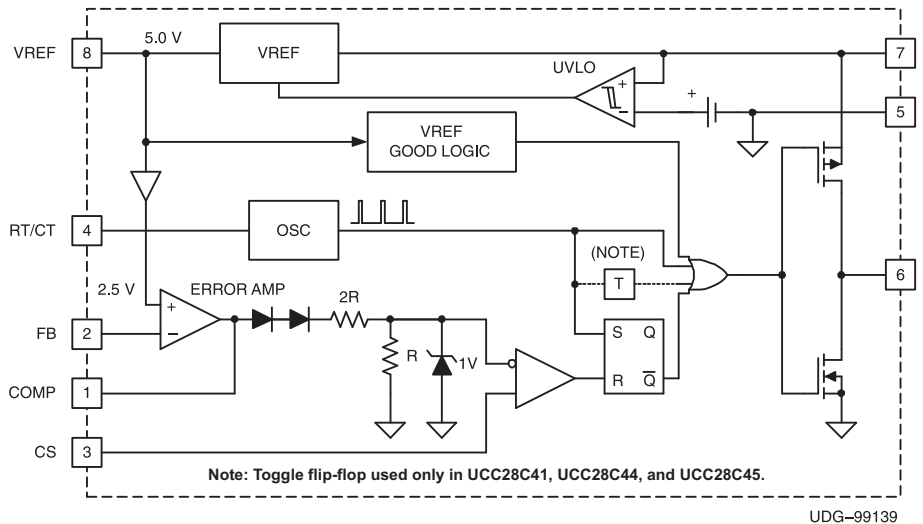 5.0 V
VREF
8
VREF
7
UVLO
+
−
+
5
VREF
GOOD LOGIC
RT/CT
4
OSC
(NOTE)
T
6
2.5 V
ERROR AMP
+
−
2R
FB
2
R
1V
S
Q
R
Q̅
COMP
1
CS
3
Note: Toggle flip-flop used only in UCC28C41, UCC28C44, and UCC28C45.
UDG–99139